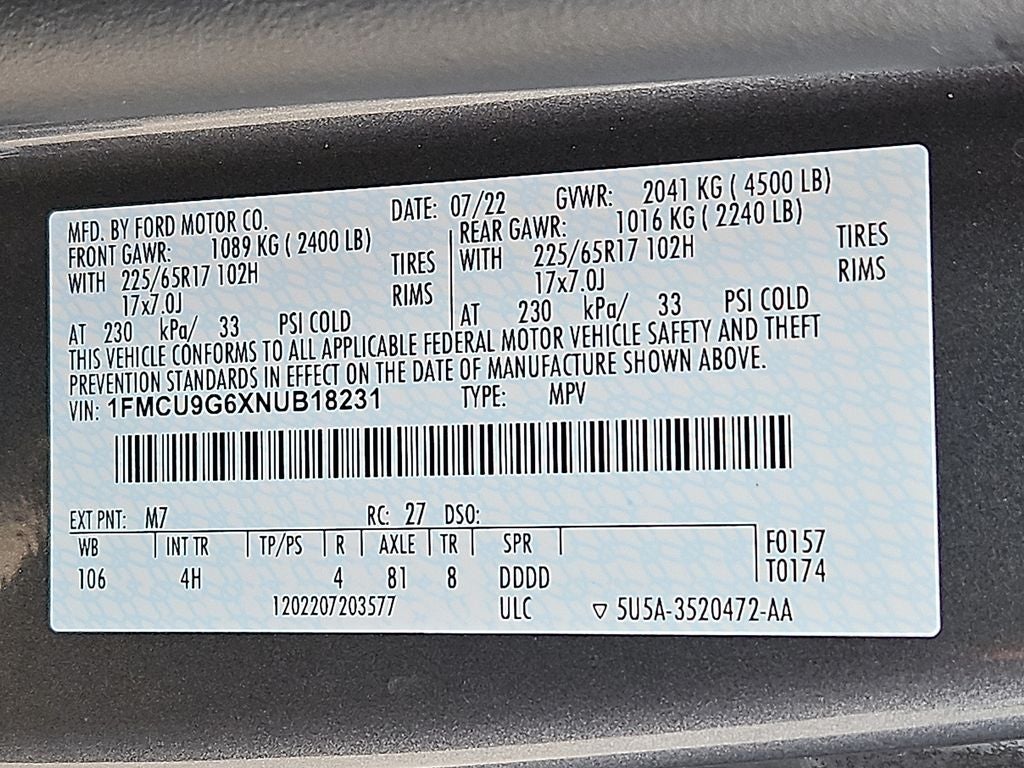 MFD. BY FORD MOTOR CO. DATE: 07/22 GVWR: 2041 KG ( 4500 LB)
FRONT GAWR: 1089 KG ( 2400 LB) REAR GAWR: 1016 KG ( 2240 LB)
WITH 225/65R17 102H TIRES WITH 225/65R17 102H TIRES
17x7.0J RIMS 17x7.0J RIMS
AT 230 kPa/ 33 PSI COLD AT 230 kPa/ 33 PSI COLD
THIS VEHICLE CONFORMS TO ALL APPLICABLE FEDERAL MOTOR VEHICLE SAFETY AND THEFT
PREVENTION STANDARDS IN EFFECT ON THE DATE OF MANUFACTURE SHOWN ABOVE.
VIN: 1FMCU9G6XNUB18231 TYPE: MPV
EXT PNT: M7 RC: 27 DSO:
WB INT TR TP/PS R AXLE TR SPR F0157
106 4H 4 81 8 DDDD T0174
1202207203577 ULC ▽ 5U5A-3520472-AA